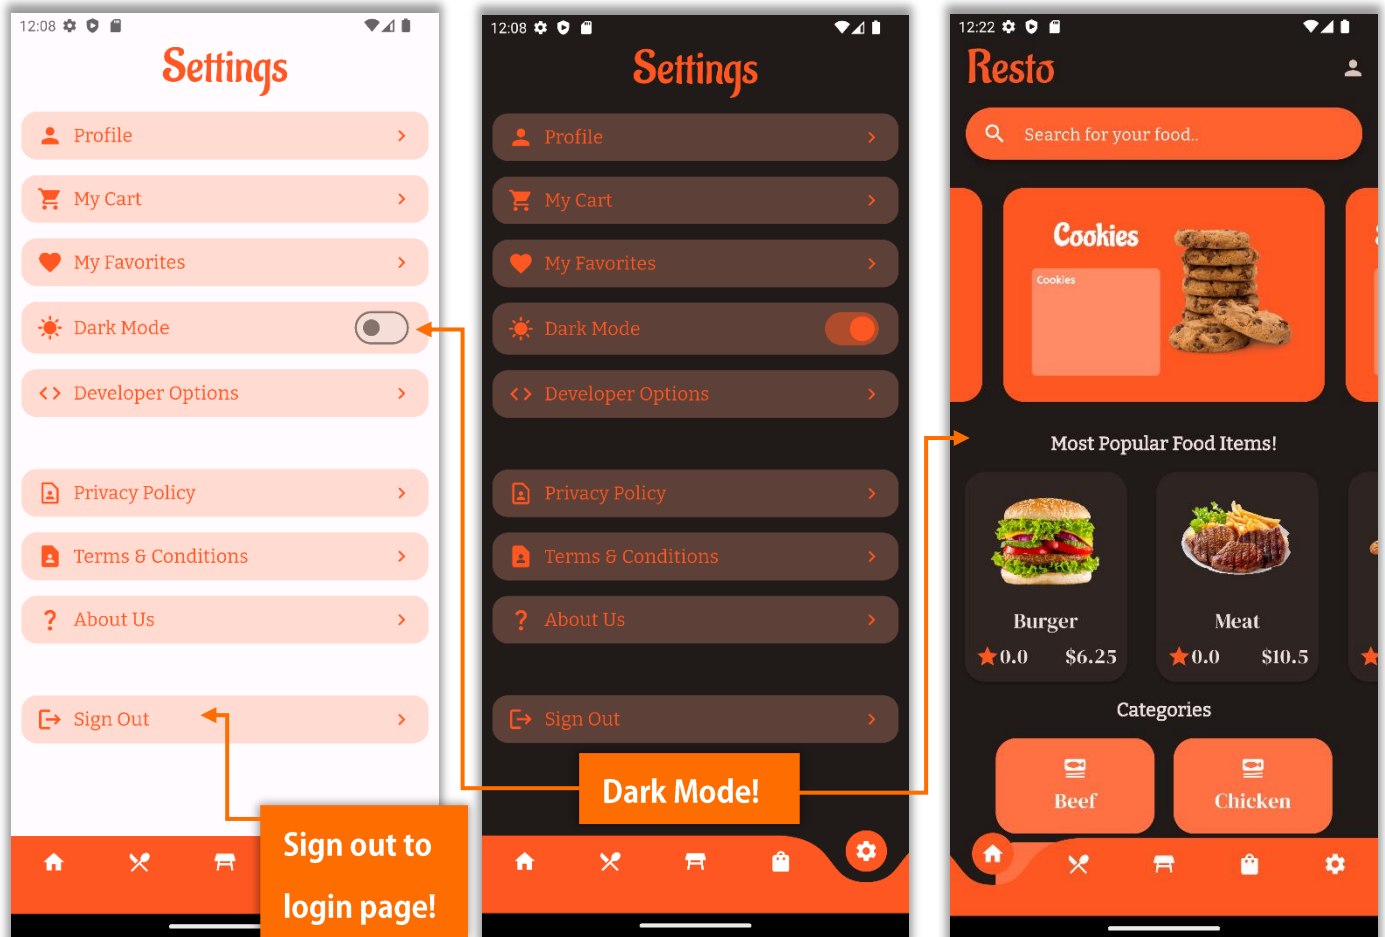 12:08
Settings
Profile
My Cart
My Favorites
Dark Mode
Developer Options
Privacy Policy
Terms & Conditions
About Us
Sign Out
Sign out to
login page!
12:08
Settings
Profile
My Cart
My Favorites
Dark Mode
Developer Options
Privacy Policy
Terms & Conditions
About Us
Sign Out
Dark Mode!
12:22
Resto
Search for your food..
Cookies
Cookies
Most Popular Food Items!
Burger
0.0 $6.25
Meat
0.0 $10.5
Categories
Beef
Chicken